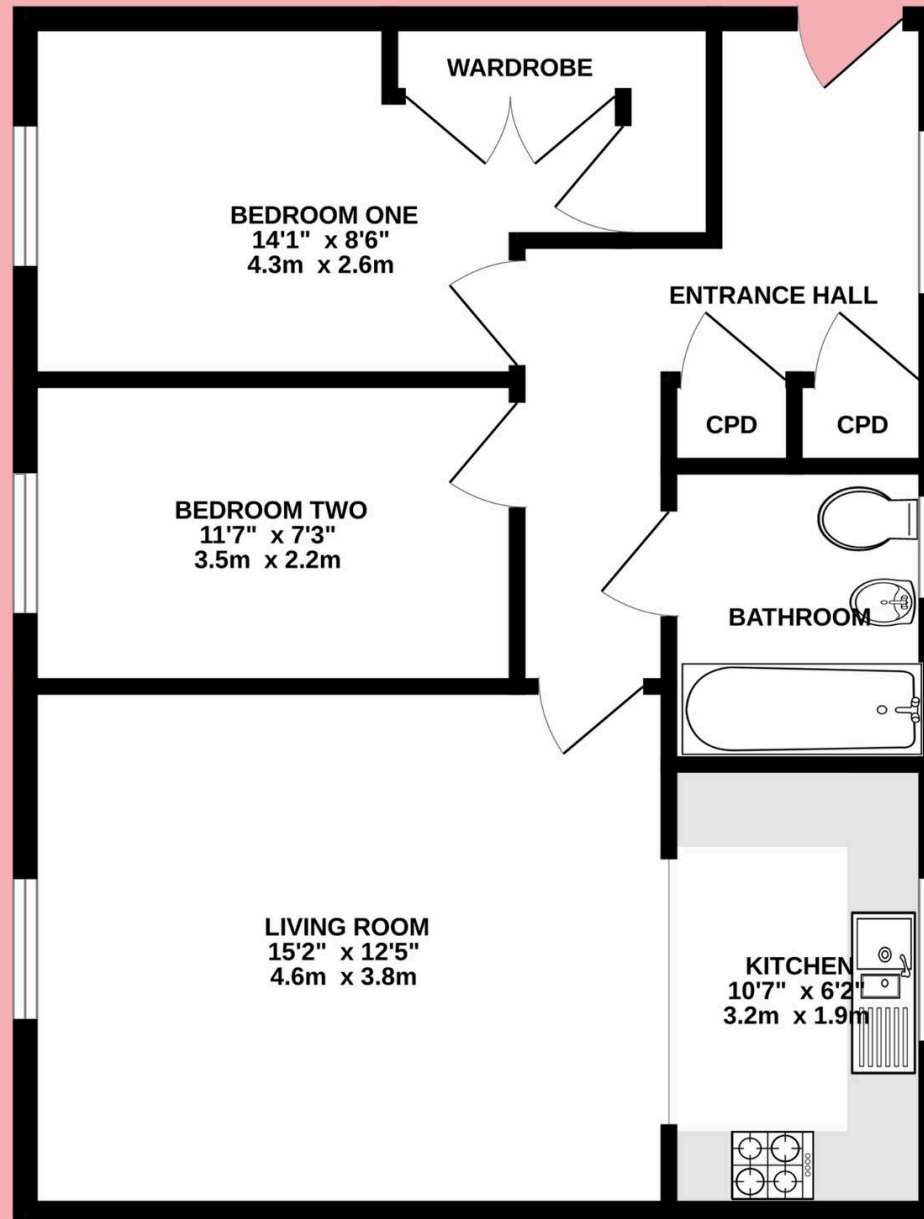 WARDROBE
BEDROOM ONE
14'1" x 8'6"
4.3m x 2.6m
ENTRANCE HALL
CPD
CPD
BEDROOM TWO
11'7" x 7'3"
3.5m x 2.2m
BATHROOM
LIVING ROOM
15'2" x 12'5"
4.6m x 3.8m
KITCHEN
10'7" x 6'2"
3.2m x 1.9m